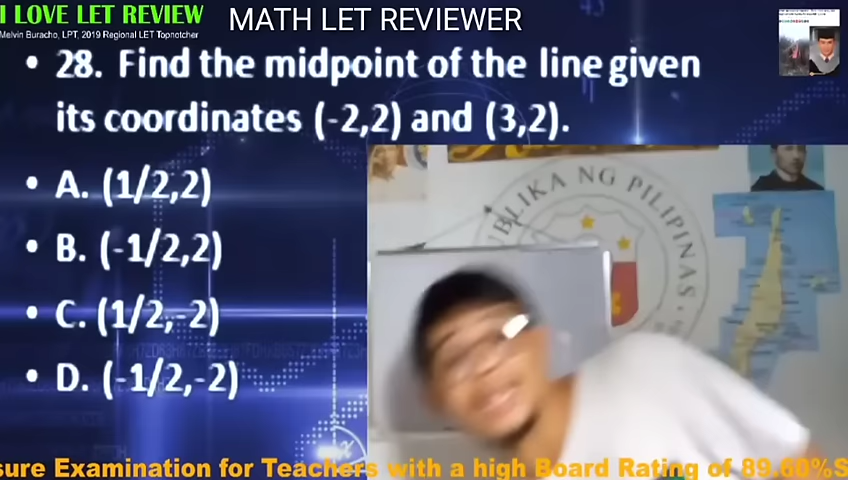 I LOVE LET REVIEW
MATH LET REVIEWER
Melvin Buracho, LPT, 2019 Regional LET Topnotcher
• 28. Find the midpoint of the line given
its coordinates (-2,2) and (3,2).
• A. (1/2,2)
• B. (-1/2,2)
• C. (1/2,-2)
• D. (-1/2,-2)
BLIKA NG PILIPINAS
sure Examination for Teachers with a high Board Rating of 89.60%